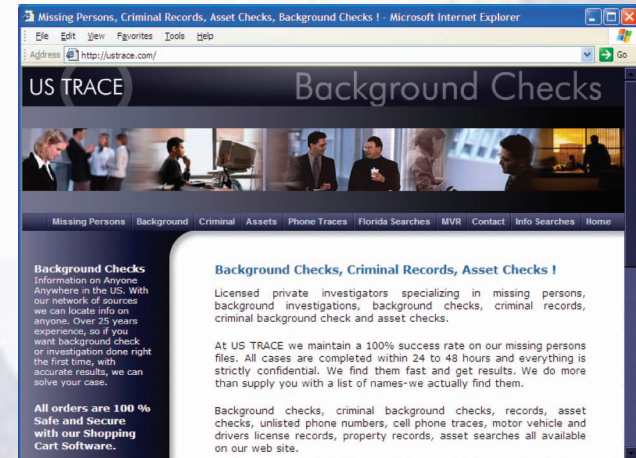 Missing Persons, Criminal Records, Asset Checks, Background Checks ! - Microsoft Internet Explorer
File Edit View Favorites Tools Help
Address http://ustrace.com/ Go
US TRACE
Background Checks
Missing Persons Background Criminal Assets Phone Traces Florida Searches MVR Contact Info Searches Home
Background Checks
Information on Anyone
Anywhere in the US. With
our network of sources
we can locate info on
anyone. Over 25 years
experience, so if you
want background check
or investigation done right
the first time, with
accurate results, we can
solve your case.
All orders are 100 %
Safe and Secure
with our Shopping
Cart Software.
Background Checks, Criminal Records, Asset Checks !
Licensed private investigators specializing in missing persons,
background investigations, background checks, criminal records,
criminal background check and asset checks.
At US TRACE we maintain a 100% success rate on our missing persons
files. All cases are completed within 24 to 48 hours and everything is
strictly confidential. We find them fast and get results. We do more
than supply you with a list of names-we actually find them.
Background checks, criminal background checks, records, asset
checks, unlisted phone numbers, cell phone traces, motor vehicle and
drivers license records, property records, asset searches all available
on our web site.